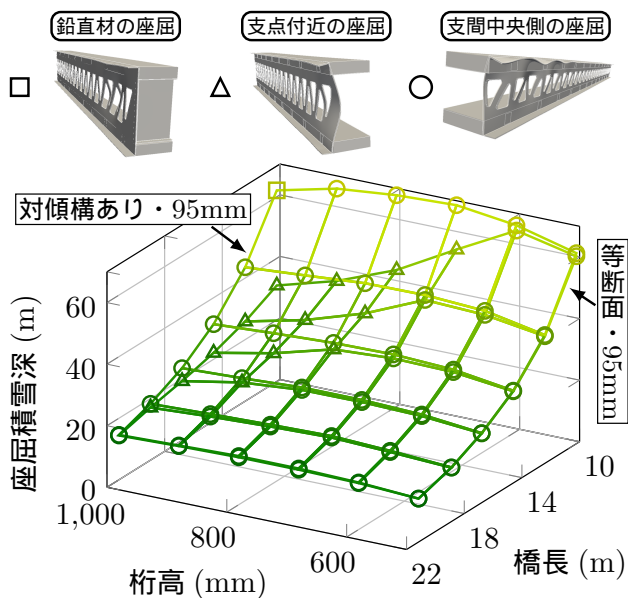 鉛直材の座屈
支点付近の座屈
支間中央側の座屈
対傾構あり・95mm
等断面・95mm
座屈積雪深 (m)
60
40
20
0
1,000
800
600
桁高 (mm)
22
18
14
10
橋長 (m)